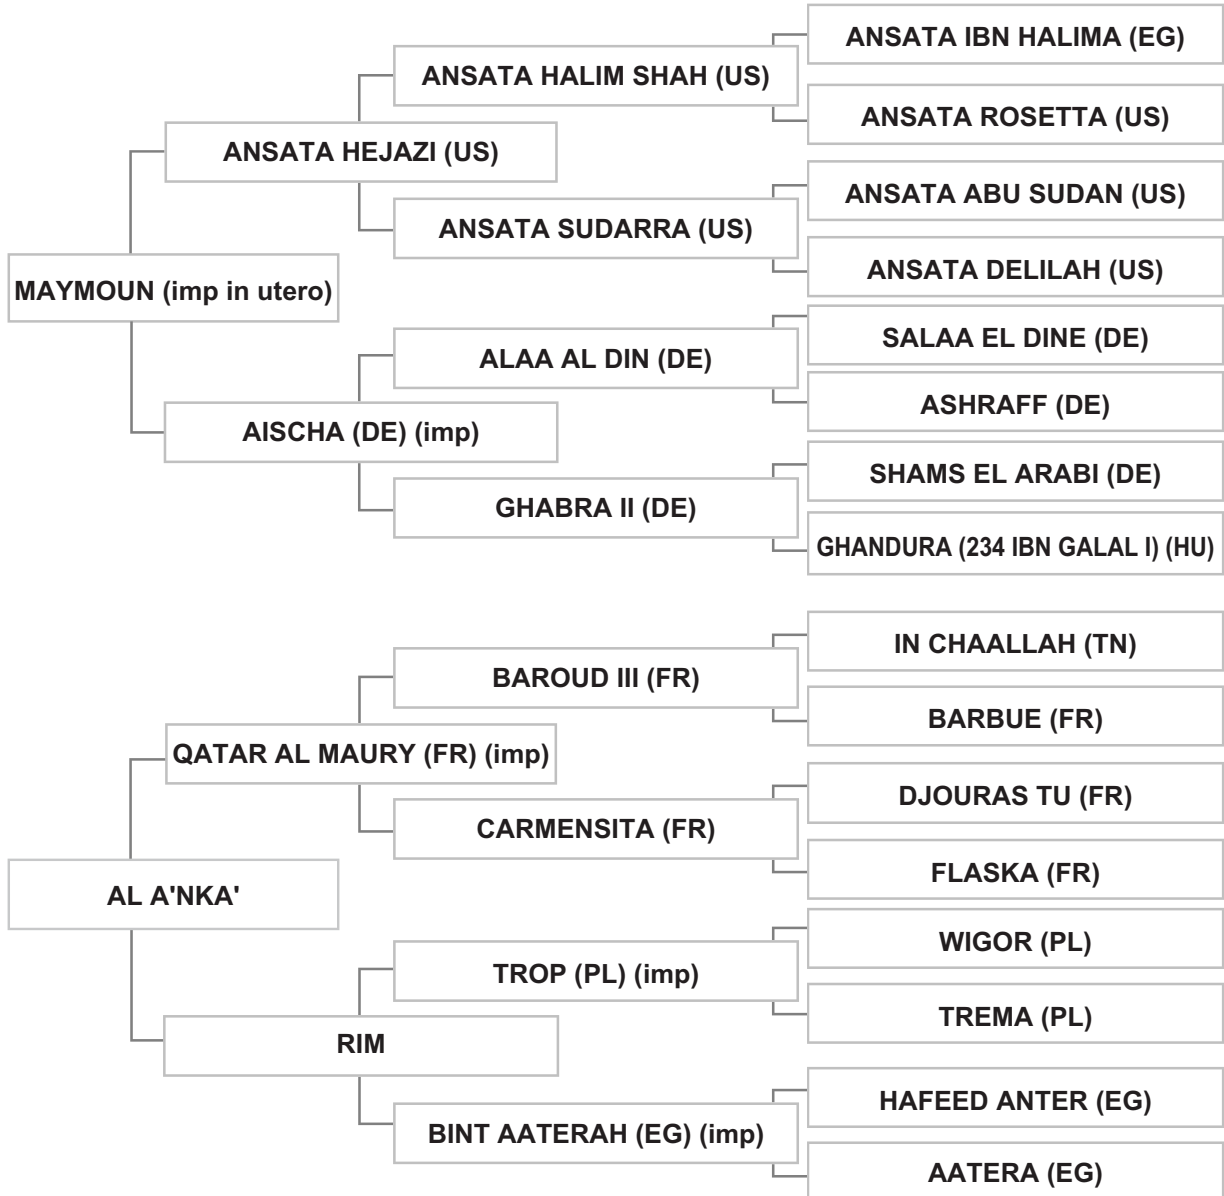 ANSATA IBN HALIMA (EG)
ANSATA HALIM SHAH (US)
ANSATA ROSETTA (US)
ANSATA HEJAZI (US)
ANSATA ABU SUDAN (US)
ANSATA SUDARRA (US)
ANSATA DELILAH (US)
MAYMOUN (imp in utero)
SALAA EL DINE (DE)
ALAA AL DIN (DE)
ASHRAFF (DE)
AISCHA (DE) (imp)
SHAMS EL ARABI (DE)
GHABRA II (DE)
GHANDURA (234 IBN GALAL I) (HU)
IN CHAALLAH (TN)
BAROUD III (FR)
BARBUE (FR)
QATAR AL MAURY (FR) (imp)
DJOURAS TU (FR)
CARMENSITA (FR)
FLASKA (FR)
AL A'NKA'
WIGOR (PL)
TROP (PL) (imp)
TREMA (PL)
RIM
HAFEED ANTER (EG)
BINT AATERAH (EG) (imp)
AATERA (EG)